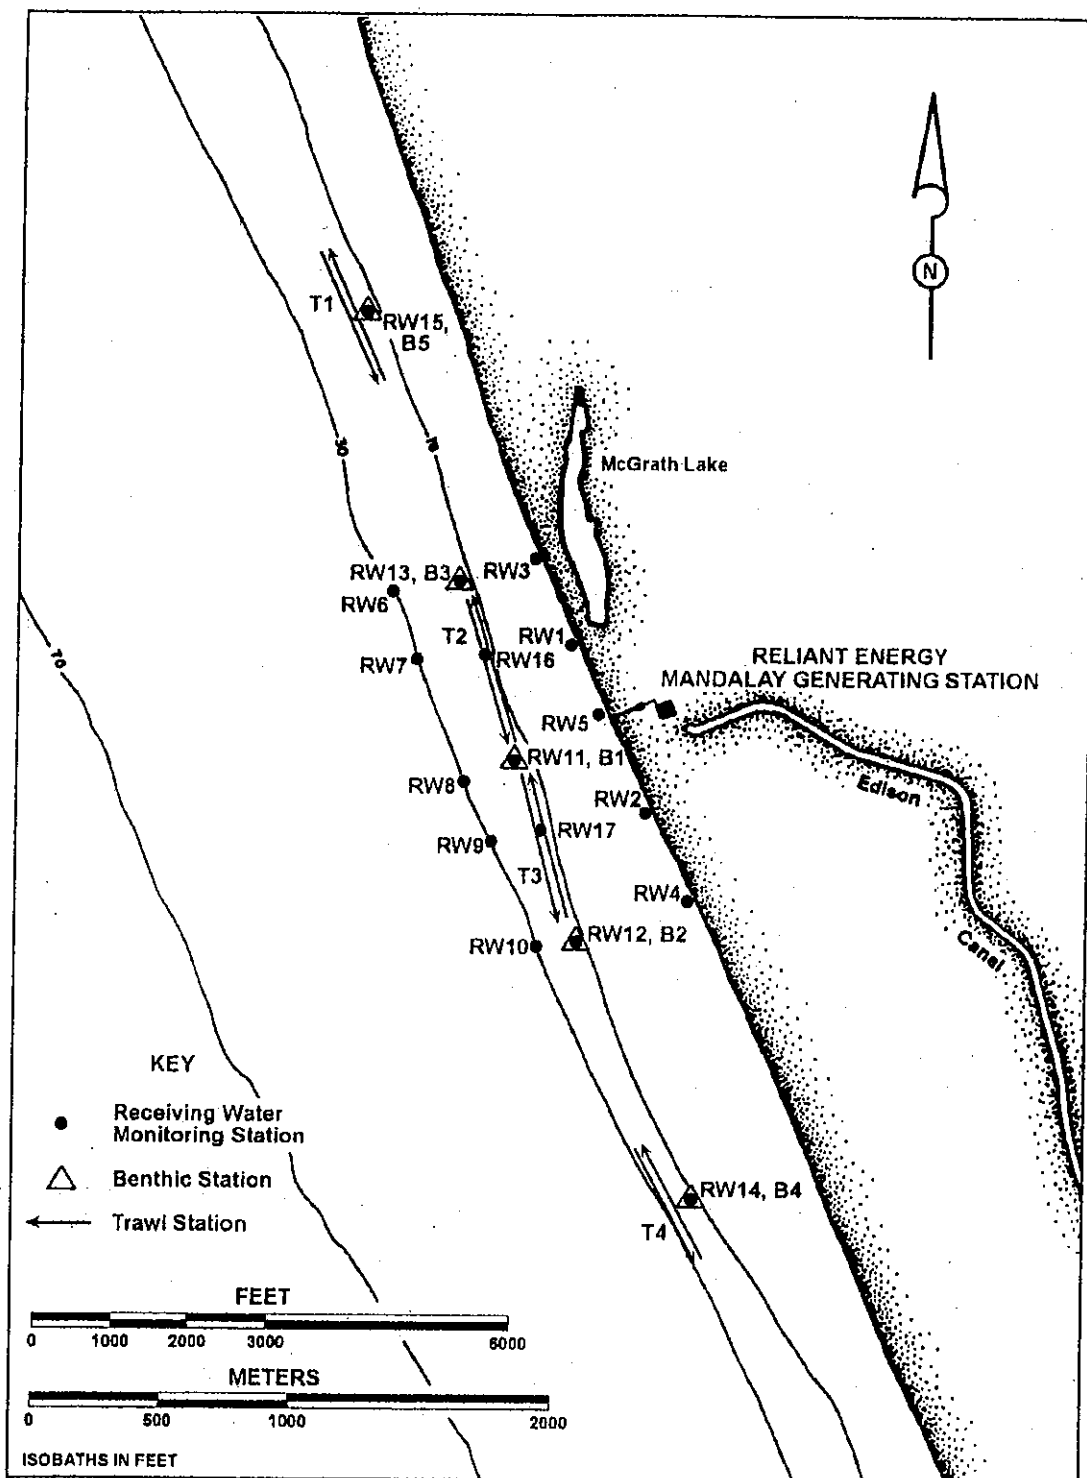 N
T1
RW15,
B5
30
McGrath Lake
RW13, B3
RW3
RW6
T2
RW1
RW16
RW7
RELIANT ENERGY
MANDALAY GENERATING STATION
70
RW5
RW11, B1
Edison
RW8
RW2
RW17
RW9
T3
RW4
RW12, B2
RW10
Canal
KEY
Receiving Water
Monitoring Station
Benthic Station
Trawl Station
RW14, B4
T4
FEET
0 1000 2000 3000 6000
METERS
0 500 1000 2000
ISOBATHS IN FEET